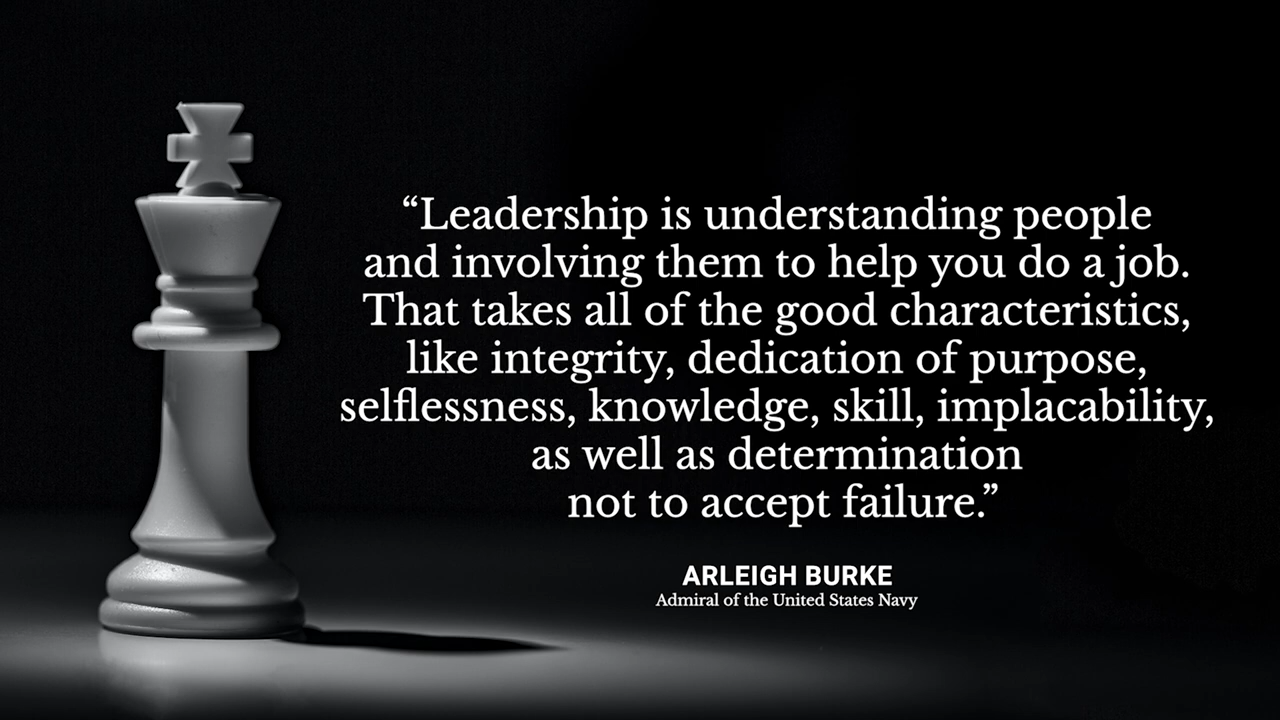 “Leadership is understanding people
and involving them to help you do a job.
That takes all of the good characteristics,
like integrity, dedication of purpose,
selflessness, knowledge, skill, implacability,
as well as determination
not to accept failure.”
ARLEIGH BURKE
Admiral of the United States Navy